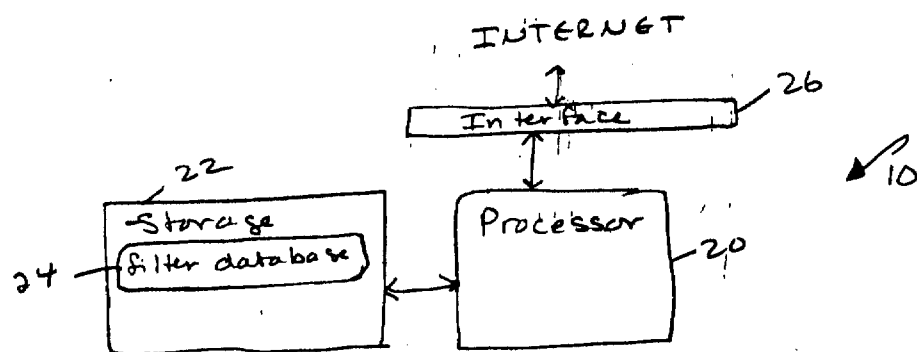 INTERNET
26
Interface
10
22
Storage
Processor
24
filter database
20